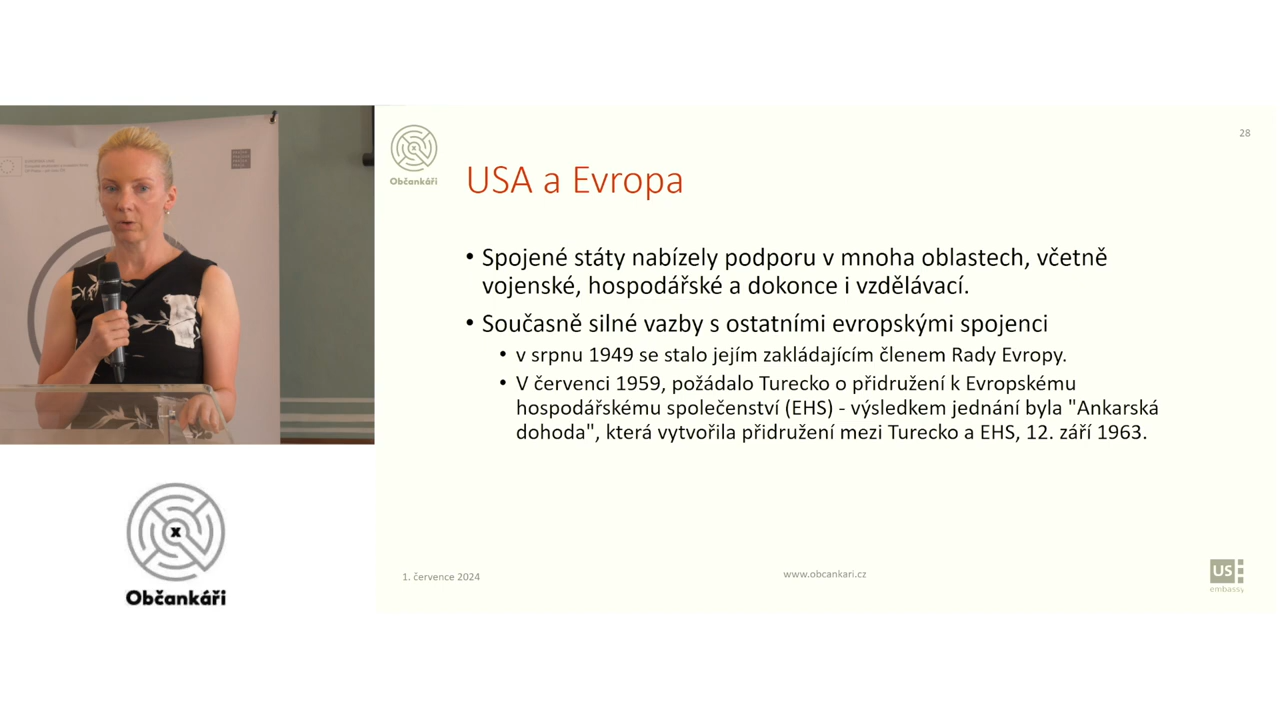 Občankáři
28
USA a Evropa
• Spojené státy nabízely podporu v mnoha oblastech, včetně
vojenské, hospodářské a dokonce i vzdělávací.
• Současně silné vazby s ostatními evropskými spojenci
• v srpnu 1949 se stalo jejím zakládajícím členem Rady Evropy.
• V červenci 1959, požádalo Turecko o přidružení k Evropskému
hospodářskému společenství (EHS) - výsledkem jednání byla "Ankarská
dohoda", která vytvořila přidružení mezi Turecko a EHS, 12. září 1963.
1. července 2024
www.obcankari.cz
US
embassy
x
Občankáři